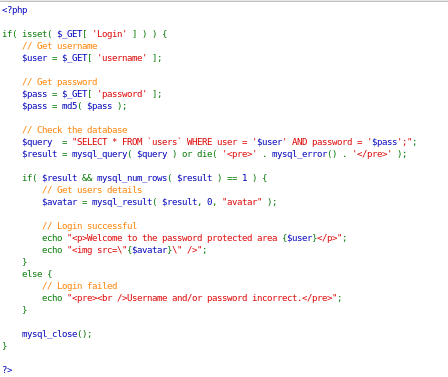 <?php

if( isset( $_GET[ 'Login' ] ) ) {
    // Get username
    $user = $_GET[ 'username' ];

    // Get password
    $pass = $_GET[ 'password' ];
    $pass = md5( $pass );

    // Check the database
    $query  = "SELECT * FROM `users` WHERE user = '$user' AND password = '$pass';";
    $result = mysql_query( $query ) or die( '<pre>' . mysql_error() . '</pre>' );

    if( $result && mysql_num_rows( $result ) == 1 ) {
        // Get users details
        $avatar = mysql_result( $result, 0, "avatar" );

        // Login successful
        echo "<p>Welcome to the password protected area {$user}</p>";
        echo "<img src=\"{$avatar}\" />";
    }
    else {
        // Login failed
        echo "<pre><br />Username and/or password incorrect.</pre>";
    }

    mysql_close();
}

?>